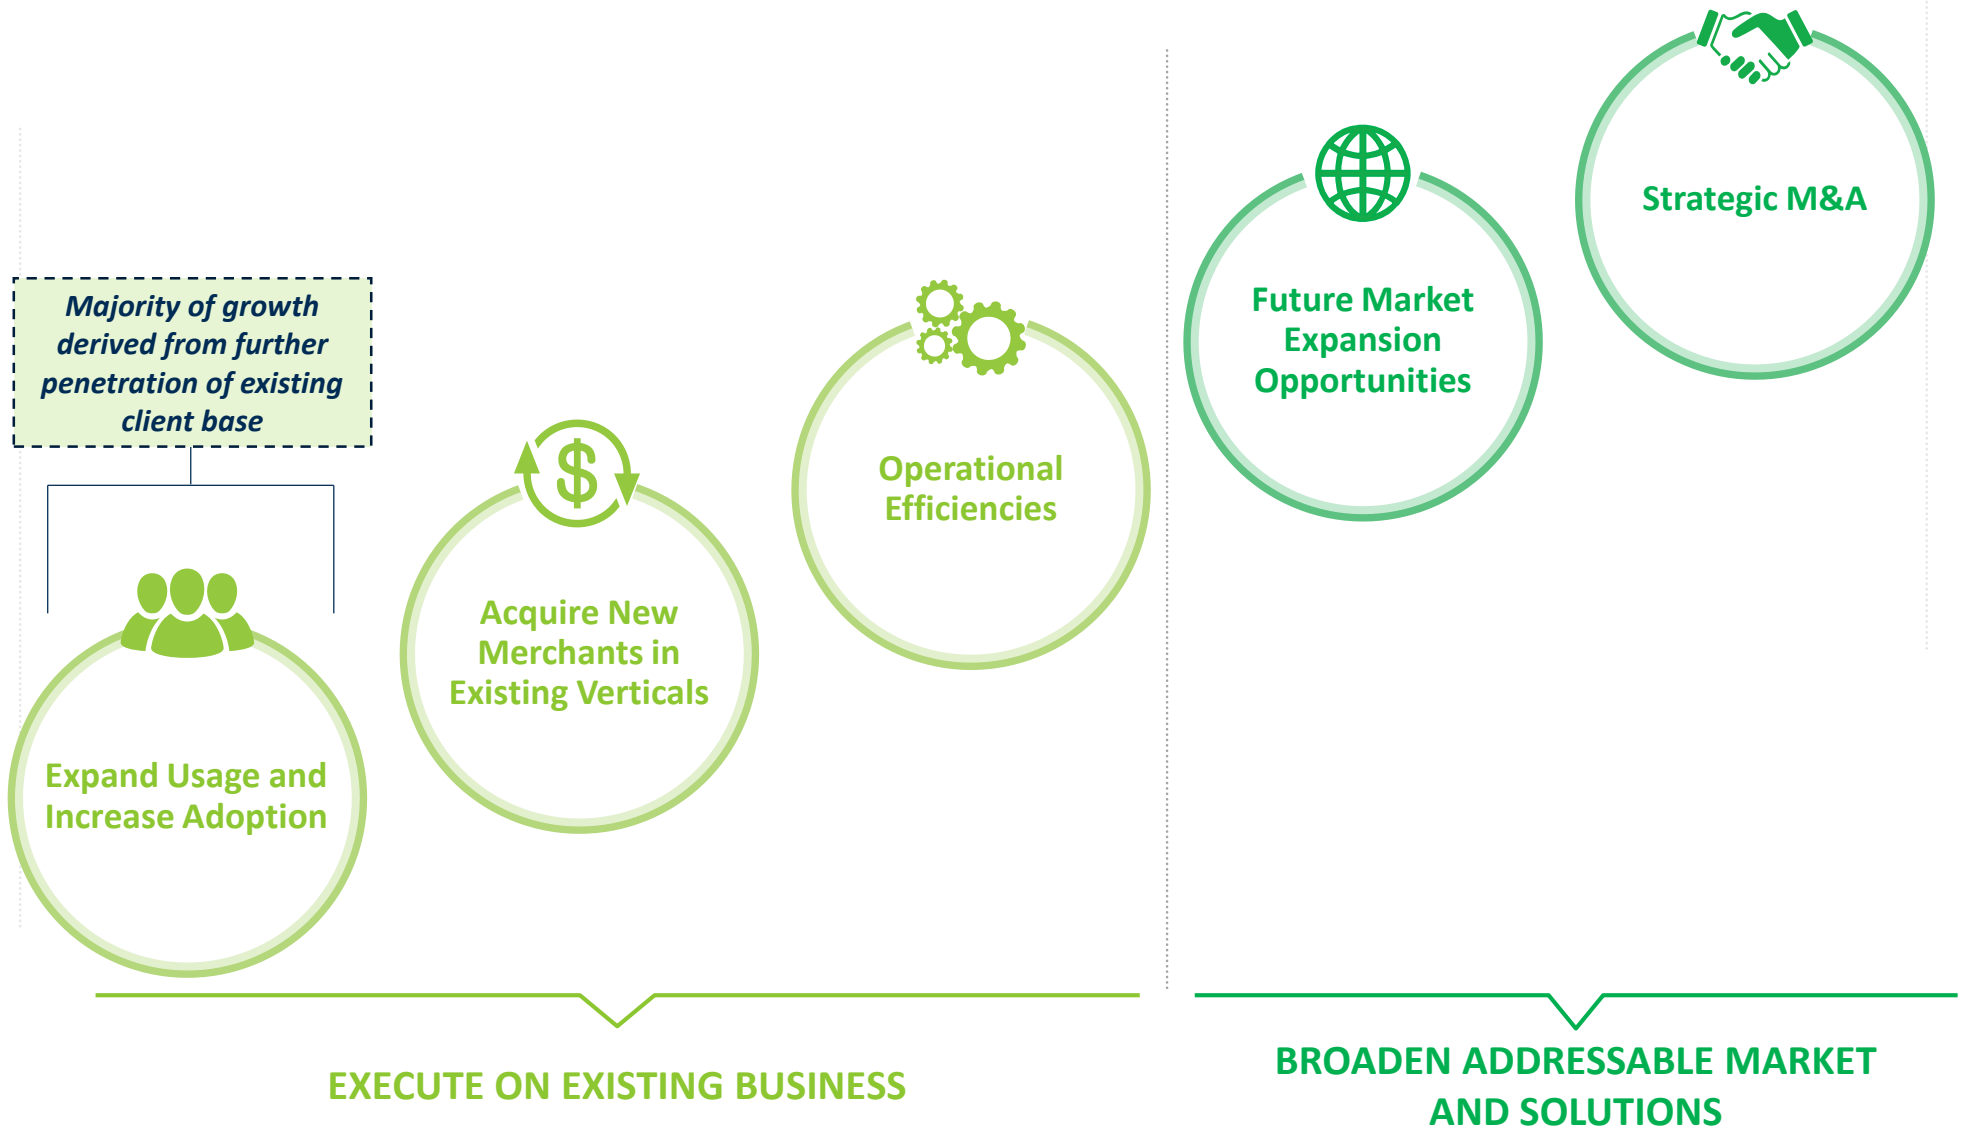 Majority of growth
derived from further
penetration of existing
client base
Expand Usage and
Increase Adoption
$
Acquire New
Merchants in
Existing Verticals
Operational
Efficiencies
Future Market
Expansion
Opportunities
Strategic M&A
EXECUTE ON EXISTING BUSINESS
BROADEN ADDRESSABLE MARKET
AND SOLUTIONS